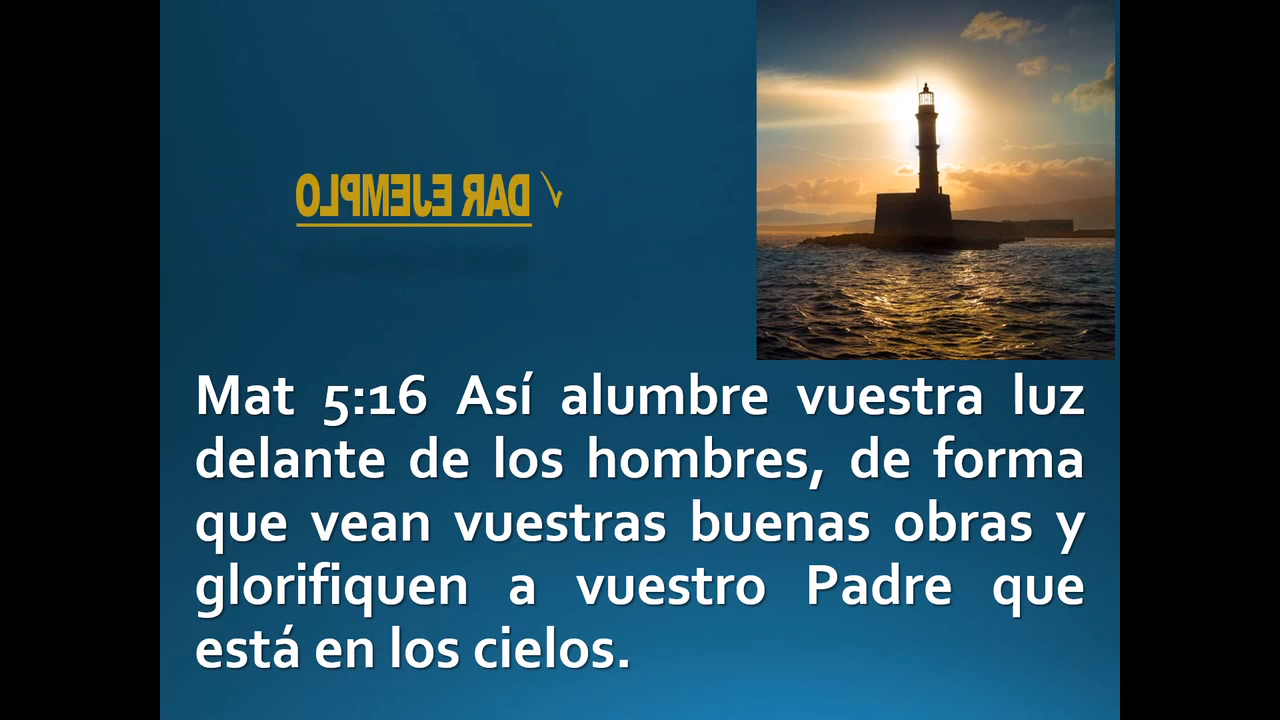 ✓ DAR EJEMPLO
Mat 5:16 Así alumbre vuestra luz
delante de los hombres, de forma
que vean vuestras buenas obras y
glorifiquen a vuestro Padre que
está en los cielos.